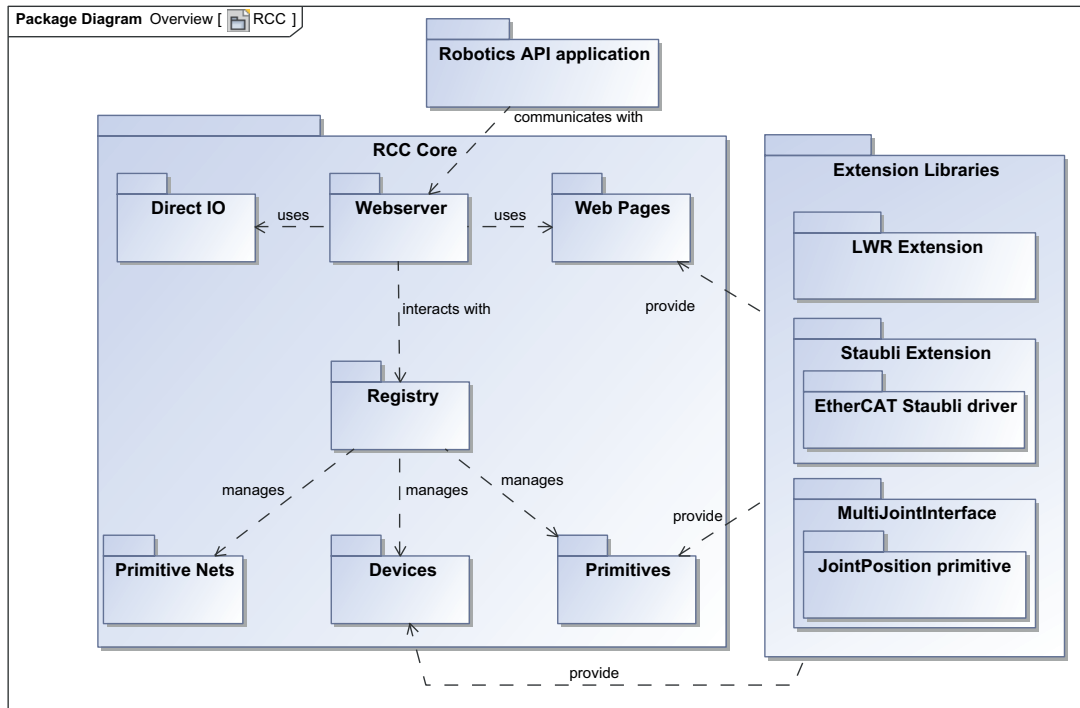 Package Diagram Overview [ RCC ]
Robotics API application
communicates with
RCC Core
Direct IO
uses
Webserver
uses
Web Pages
interacts with
Registry
manages
manages
manages
Primitive Nets
Devices
Primitives
provide
provide
provide
Extension Libraries
LWR Extension
Staubli Extension
EtherCAT Staubli driver
MultiJointInterface
JointPosition primitive